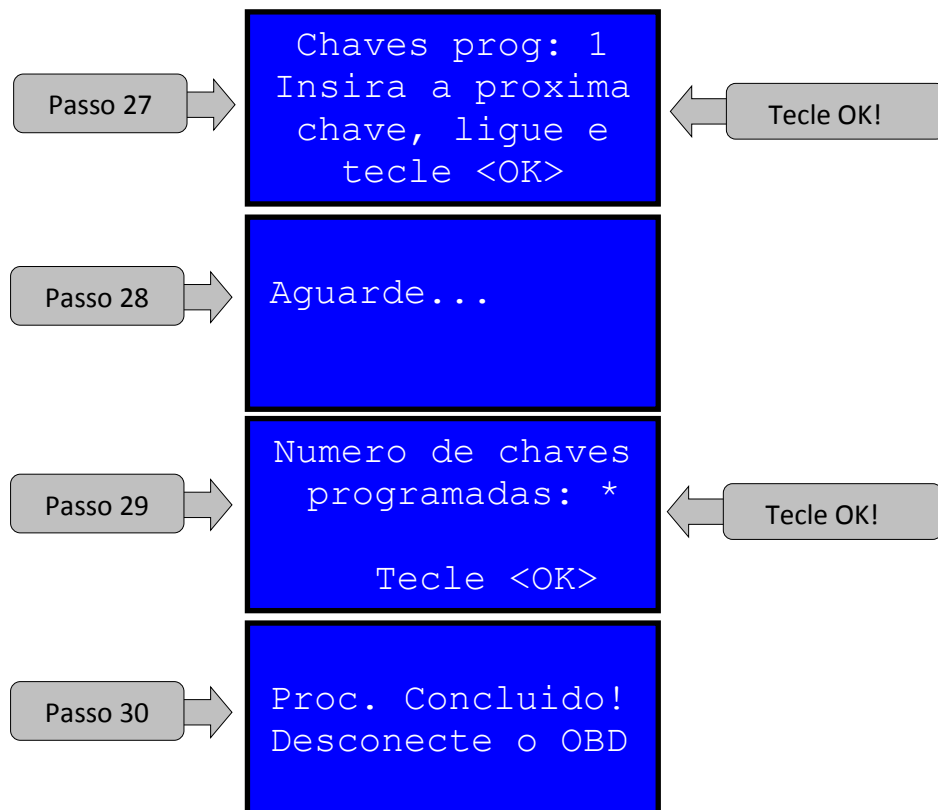 Passo 27
Chaves prog: 1
Insira a proxima
chave, ligue e
tecle <OK>
Tecle OK!
Passo 28
Aguarde...
Passo 29
Numero de chaves
programadas: *
Tecle <OK>
Tecle OK!
Passo 30
Proc. Concluido!
Desconecte o OBD